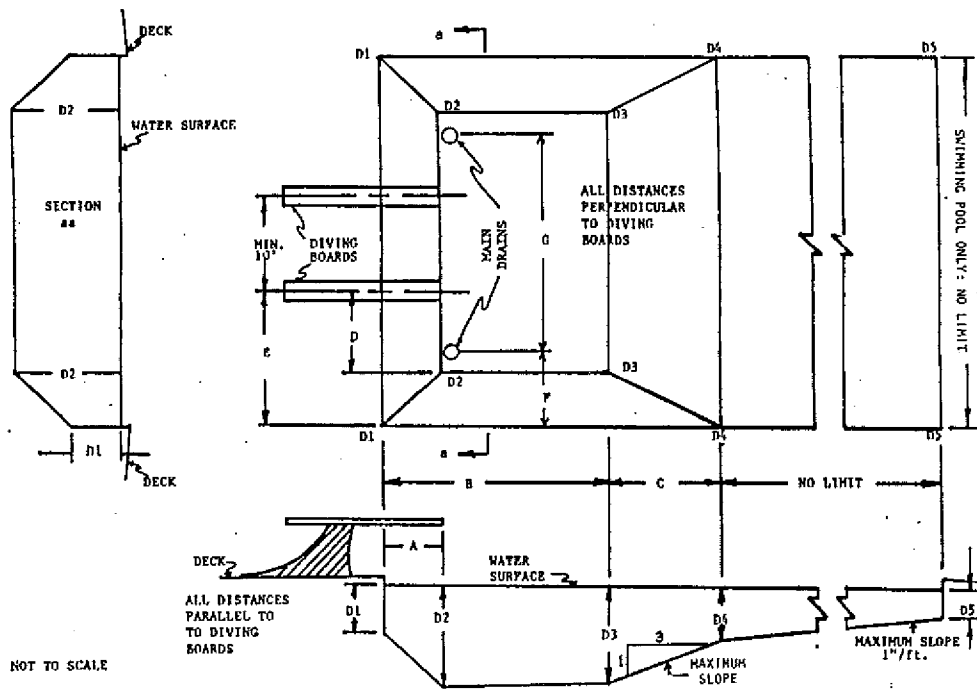 DECK
D2
WATER SURFACE
SECTION
aa
D2
D1
DECK
a
D1
D4
D5
D2
D3
MIN.
10'
DIVING
BOARDS
MAIN
DRAINS
G
ALL DISTANCES
PERPENDICULAR
TO DIVING
BOARDS
SWIMMING POOL ONLY: NO LIMIT
E
D
F
D2
D3
D1
D4
D5
a
B
C
NO LIMIT
A
DECK
WATER
SURFACE
ALL DISTANCES
PARALLEL TO
TO DIVING
BOARDS
D1
D2
D3
3
1
MAXIMUM
SLOPE
MAXIMUM SLOPE
1"/ft.
D5
NOT TO SCALE